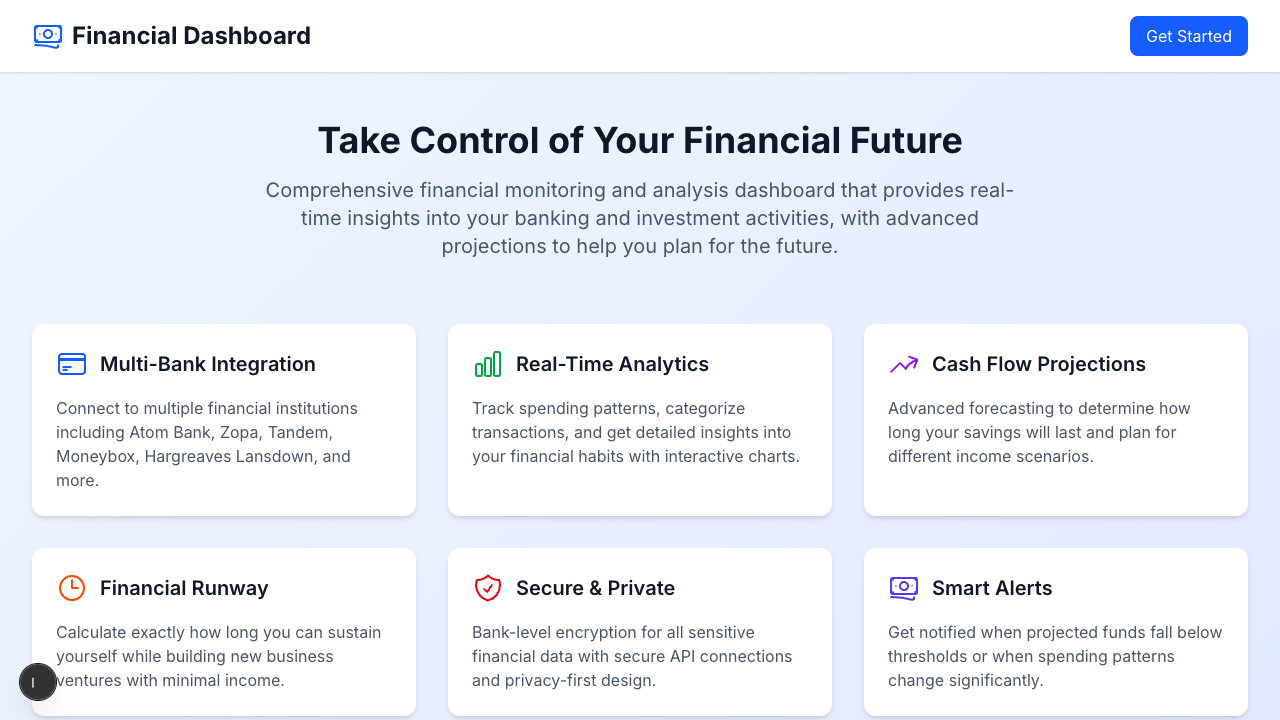 Financial Dashboard
Get Started
Take Control of Your Financial Future
Comprehensive financial monitoring and analysis dashboard that provides real-
time insights into your banking and investment activities, with advanced
projections to help you plan for the future.
Multi-Bank Integration
Connect to multiple financial institutions
including Atom Bank, Zopa, Tandem,
Moneybox, Hargreaves Lansdown, and
more.
Real-Time Analytics
Track spending patterns, categorize
transactions, and get detailed insights into
your financial habits with interactive charts.
Cash Flow Projections
Advanced forecasting to determine how
long your savings will last and plan for
different income scenarios.
Financial Runway
Calculate exactly how long you can sustain
yourself while building new business
ventures with minimal income.
Secure & Private
Bank-level encryption for all sensitive
financial data with secure API connections
and privacy-first design.
Smart Alerts
Get notified when projected funds fall below
thresholds or when spending patterns
change significantly.